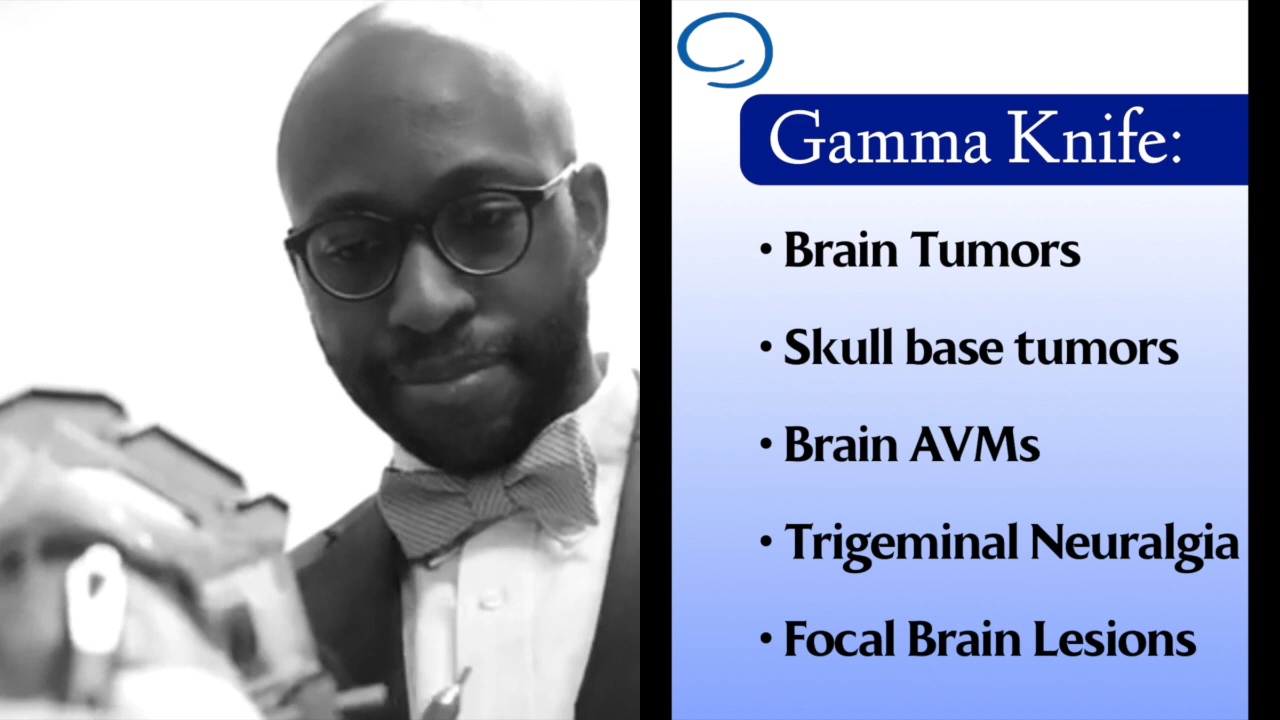 Gamma Knife:
• Brain Tumors
• Skull base tumors
• Brain AVMs
• Trigeminal Neuralgia
• Focal Brain Lesions